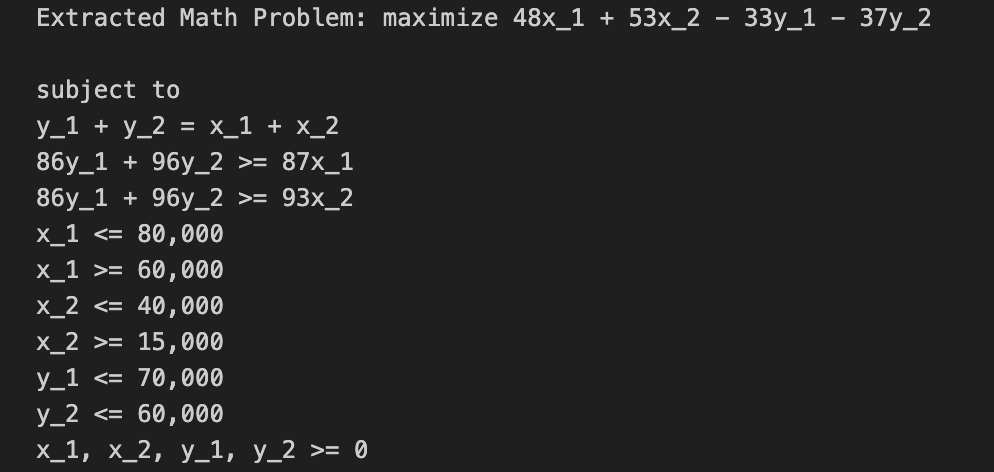 Extracted Math Problem: maximize 48x_1 + 53x_2 − 33y_1 − 37y_2
subject to
y_1 + y_2 = x_1 + x_2
86y_1 + 96y_2 >= 87x_1
86y_1 + 96y_2 >= 93x_2
x_1 <= 80,000
x_1 >= 60,000
x_2 <= 40,000
x_2 >= 15,000
y_1 <= 70,000
y_2 <= 60,000
x_1, x_2, y_1, y_2 >= 0